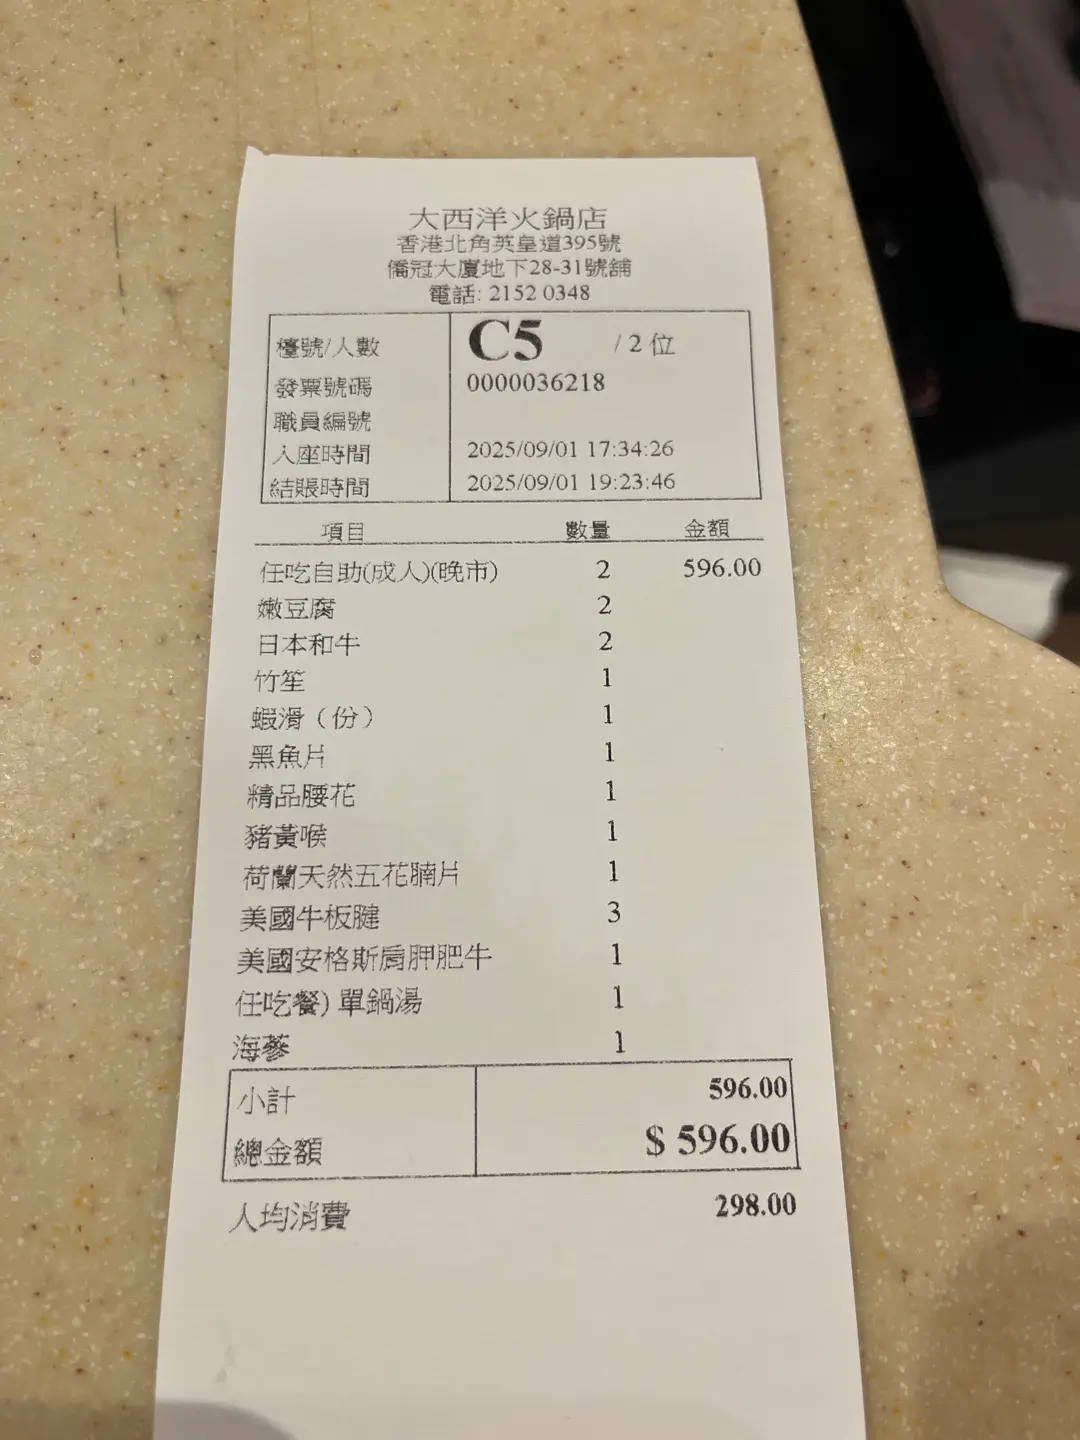 大西洋火鍋店
香港北角英皇道395號
僑冠大廈地下28-31號舖
電話: 2152 0348
檯號/人數 C5 / 2 位
發票號碼 0000036218
職員編號
入座時間 2025/09/01 17:34:26
結賬時間 2025/09/01 19:23:46
項目 數量 金額
任吃自助(成人)(晚市) 2 596.00
嫩豆腐 2
日本和牛 2
竹笙 1
蝦滑（份） 1
黑魚片 1
精品腰花 1
豬黃喉 1
荷蘭天然五花腩片 1
美國牛板腱 3
美國安格斯肩胛肥牛 1
任吃餐) 單鍋湯 1
海蔘 1
小計 596.00
總金額 $ 596.00
人均消費 298.00